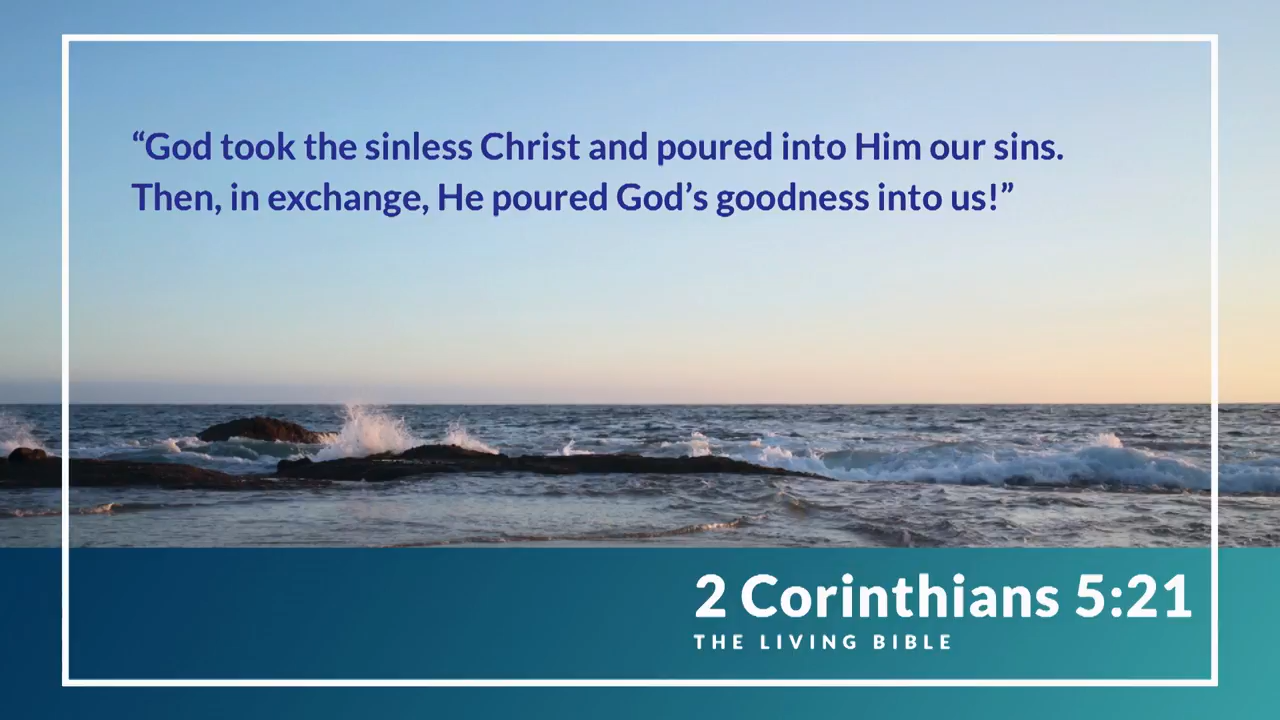 “God took the sinless Christ and poured into Him our sins.
Then, in exchange, He poured God’s goodness into us!”
2 Corinthians 5:21
THE LIVING BIBLE